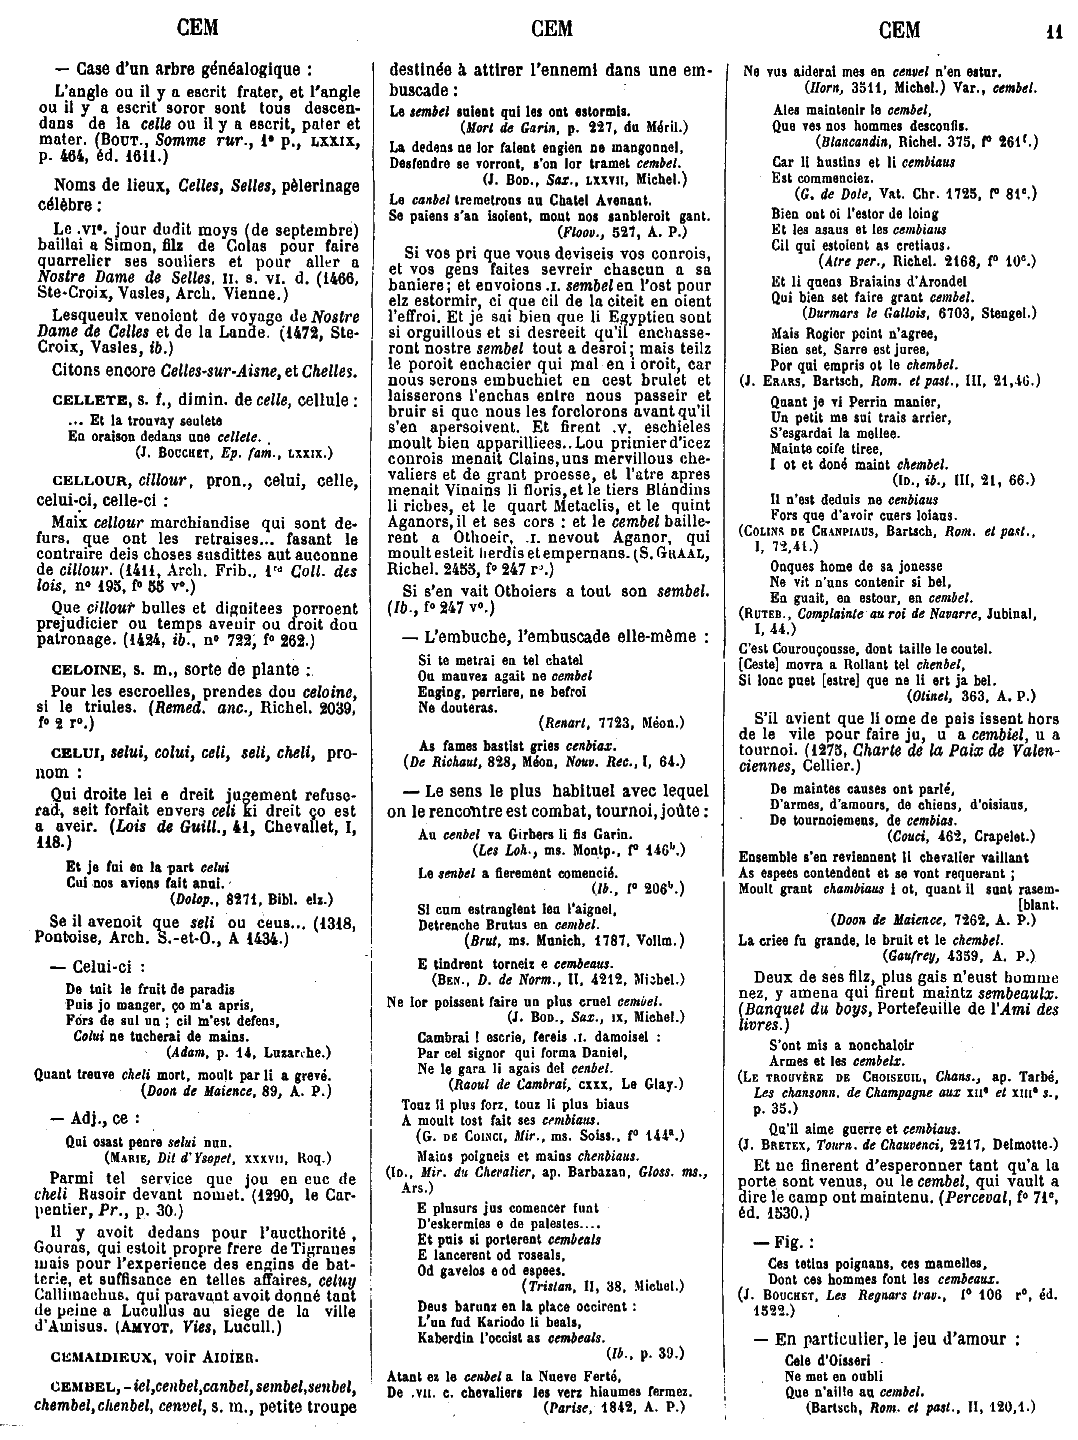 CEM
CEM
CEM
11
— Case d'un arbre généalogique :
L'angle ou il y a escrit frater, et l'angle
ou il y a escrit soror sont tous descen-
dans de la celle ou il y a escrit, pater et
mater. (BOUT., Somme rur., 1ᵉ p., LXXIX,
p. 464, éd. 1611.)
Noms de lieux, Celles, Selles, pèlerinage
célèbre :
Le .VIᵉ. jour dudit moys (de septembre)
baillai a Simon, filz de Colas pour faire
quarrelier ses souliers et pour aller a
Nostre Dame de Selles, II. s. VI. d. (1466,
Ste-Croix, Vasles, Arch. Vienne.)
Lesqueulx venoient de voyage de Nostre
Dame de Celles et de la Lande. (1472, Ste-
Croix, Vasles, ib.)
Citons encore Celles-sur-Aisne, et Chelles.
CELLETE, s. f., dimin. de celle, cellule :
... Et la trouvay seulete
En oraison dedans une cellete.
(J. BOUCHET, Ep. fam., LXXIX.)
CELLOUR, cillour, pron., celui, celle,
celui-ci, celle-ci :
Maix cellour marchiandise qui sont de-
furs, que ont les retraises... fasant le
contraire deis choses susdittes aut auconne
de cillour. (1411, Arch. Frib., 1ʳᵉ Coll. des
lois, nº 195, fº 55 vº.)
Que cillour bulles et dignitees porroent
prejudicier ou temps avenir ou droit dou
patronage. (1424, ib., nº 722, fº 262.)
CELOINE, s. m., sorte de plante :
Pour les escroelles, prendes dou celoine,
si le triules. (Remed. anc., Richel. 2039,
fº 2 rº.)
CELUI, selui, colui, celi, seli, cheli, pro-
nom :
Qui droite lei e dreit jugement refuse-
rad, seit forfait envers celi ki dreit ço est
a aveir. (Lois de Guill., 41, Chevallet, I,
118.)
Et je fui en la part celui
Cui nos aviens fait anui.
(Dolop., 8271, Bibl. elz.)
Se il avenoit que seli ou ceus... (1318,
Pontoise, Arch. S.-et-O., A 1434.)
— Celui-ci :
De tuit le fruit de paradis
Puis jo manger, ço m'a apris,
Fors de sul un ; cil m'est defens,
Colui ne tucherai de mains.
(Adam, p. 14, Luzarche.)
Quant treuve cheli mort, moult par li a grevé.
(Doon de Maience, 89, A. P.)
— Adj., ce :
Qui osast penre selui nun.
(MARIE, Dit d'Ysopet, XXXVII, Roq.)
Parmi tel service que jou en euc de
cheli Rasoir devant nomet. (1290, le Car-
pentier, Pr., p. 30.)
Il y avoit dedans pour l'aucthorité,
Gouras, qui estoit propre frere de Tigranes
mais pour l'experience des engins de bat-
terie, et suffisance en telles affaires, celuy
Callimachus, qui paravant avoit donné tant
de peine a Lucullus au siege de la ville
d'Amisus. (AMYOT, Vies, Lucull.)
CEMAIDIEUX, voir AIDIER.
CEMBEL, -iel, cenbel, canbel, sembel, senbel,
chembel, chenbel, cenvel, s. m., petite troupe
destinée à attirer l'ennemi dans une em-
buscade :
Le sembel suient qui les ont estormis.
(Mort de Garin, p. 227, du Méril.)
La dedens ne lor falent engien ne mangonnel,
Desfendre se vorront, s'on lor tramet cembel.
(J. BOD., Sax., LXXVII, Michel.)
Le canbel tremetrons au Chatel Avenant.
Se paiens s'an isoient, mout nos sanbleroit gant.
(Floov., 527, A. P.)
Si vos pri que vous deviseis vos conrois,
et vos gens faites sevreir chascun a sa
baniere ; et envoions .I. sembel en l'ost pour
elz estormir, ci que cil de la citeit en oient
l'effroi. Et je sai bien que li Egyptien sont
si orguillous et si desreeit qu'il enchasse-
ront nostre sembel tout a desroi ; mais teilz
le poroit enchacier qui mal en i oroit, car
nous serons embuchiet en cest brulet et
laisserons l'enchas entre nous passeir et
bruir si que nous les forclorons avant qu'il
s'en apersoivent. Et firent .V. eschieles
moult bien apparilliees.. Lou primier d'icez
conrois menait Clains, uns mervillous che-
valiers et de grant proesse, et l'atre apres
menait Vinains li floris, et le tiers Blandins
li riches, et le quart Metaclis, et le quint
Aganors, il et ses cors : et le cembel baille-
rent a Othoeir, .I. nevout Aganor, qui
moult esteit herdis et empernans. (S. GRAAL,
Richel. 2455, fº 247 rº.)
Si s'en vait Othoiers a tout son sembel.
(Ib., fº 247 vº.)
— L'embuche, l'embuscade elle-même :
Si te metrai en tel chatel
Ou mauvez agait ne cembel
Enging, perriere, ne befroi
Ne douteras.
(Renart, 7723, Méon.)
As fames bastist gries cenbiax.
(De Richaut, 828, Méon, Nouv. Rec., I, 64.)
— Le sens le plus habituel avec lequel
on le rencontre est combat, tournoi, joûte :
Au cenbel va Girbers li fis Garin.
(Les Loh., ms. Montp., fº 146ᵇ.)
Le senbel a fierement comencié.
(Ib., fº 206ᵇ.)
Si cum estranglent leu l'aignel,
Detrenche Brutus en cembel.
(Brut, ms. Munich, 1787, Vollm.)
E tindrent torneiz e cembeaus.
(BEN., D. de Norm., II, 4212, Michel.)
Ne lor poissent faire un plus cruel cembel.
(J. BOD., Sax., IX, Michel.)
Cambrai ! escrie, fereis .I. damoisel :
Par cel signor qui forma Daniel,
Ne le gara li agais del cenbel.
(Raoul de Cambrai, CXXX, Le Glay.)
Touz li plus forz, touz li plus biaus
A moult tost fait ses cembiaus.
(G. DE COINCI, Mir., ms. Soiss., fº 144ᵃ.)
Mains poigneis et mains chenbiaus.
(ID., Mir. du Chevalier, ap. Barbazan, Gloss. ms.,
Ars.)
E plusurs jus comencer funt
D'eskermies e de palestes....
Et puis si porterent cembeals
E lancerent od roseals,
Od gavelos e od espees.
(Tristan, II, 38, Michel.)
Deus barunz en la place occirent :
L'un fud Kariodo li beals,
Kaberdin l'occist as cembeals.
(Ib., p. 39.)
Atant ez le cenbel a la Nueve Ferté,
De .VII. c. chevaliers les verz hiaumes fermez.
(Parise, 1842, A. P.)
Ne vus aiderai mes en cenvel n'en estur.
(Horn, 3511, Michel.) Var., cembel.
Ales maintenir le cembel,
Que ves nos hommes desconfis.
(Blancandin, Richel. 375, fº 261ᶠ.)
Car li hustins et li cembiaus
Est commenciez.
(G. de Dole, Vat. Chr. 1725, fº 81ᵉ.)
Bien ont oi l'estor de loing
Et les asaus et les cembiaus
Cil qui estoient as cretiaus.
(Atre per., Richel. 2168, fº 10ᶜ.)
Et li quens Braiains d'Arondel
Qui bien set faire grant cembel.
(Durmars le Gallois, 6703, Stengel.)
Mais Rogier point n'agree,
Bien set, Sarre est juree,
Por qui empris ot le chembel.
(J. ERARS, Bartsch, Rom. et past., III, 21,46.)
Quant je vi Perrin manier,
Un petit me sui trais arrier,
S'esgardai la mellee.
Mainte coife tiree,
I ot et doné maint chembel.
(ID., ib., III, 21, 66.)
Il n'est deduis ne cenbiaus
Fors que d'avoir cuers loiaus.
(COLINS DE CHANPIAUS, Bartsch, Rom. et past.,
I, 72,41.)
Onques home de sa jonesse
Ne vit n'uns contenir si bel,
En guait, en estour, en cembel.
(RUTEB., Complainte au roi de Navarre, Jubinal,
I, 44.)
C'est Courouçousse, dont taille le coutel.
[Ceste] movra a Rollant tel chenbel,
Si lonc puet [estre] que ne li ert ja bel.
(Otinel, 363, A. P.)
S'il avient que li ome de pais issent hors
de le vile pour faire ju, u a cembiel, u a
tournoi. (1275, Charte de la Paix de Valen-
ciennes, Cellier.)
De maintes causes ont parlé,
D'armes, d'amours, de chiens, d'oisiaus,
De tournoiemens, de cembias.
(Couci, 462, Crapelet.)
Ensemble s'en reviennent li chevalier vaillant
As espees contendent et se vont requerant ;
Moult grant chambiaus i ot, quant il sunt rasem-
[blant.
(Doon de Maience, 7262, A. P.)
La criee fu grande, le bruit et le chembel.
(Gaufrey, 4359, A. P.)
Deux de ses filz, plus gais n'eust homme
nez, y amena qui firent maintz sembeaulx.
(Banquet du boys, Portefeuille de l'Ami des
livres.)
S'ont mis a nonchaloir
Armes et les cembelx.
(LE TROUVÈRE DE CHOISEUIL, Chans., ap. Tarbé,
Les chansonn. de Champagne aux XIIᵉ et XIIIᵉ s.,
p. 35.)
Qu'il aime guerre et cembiaus.
(J. BRETEX, Tourn. de Chauvenci, 2217, Delmotte.)
Et ne finerent d'esperonner tant qu'a la
porte sont venus, ou le cembel, qui vault a
dire le camp ont maintenu. (Perceval, fº 71ᵉ,
éd. 1530.)
— Fig. :
Ces tetins poignans, ces mamelles,
Dont ces hommes font les cembeaux.
(J. BOUCHET, Les Regnars trav., fº 106 rº, éd.
1522.)
— En particulier, le jeu d'amour :
Cele d'Oisseri
Ne met en oubli
Que n'aille au cembel.
(Bartsch, Rom. et past., II, 120,1.)